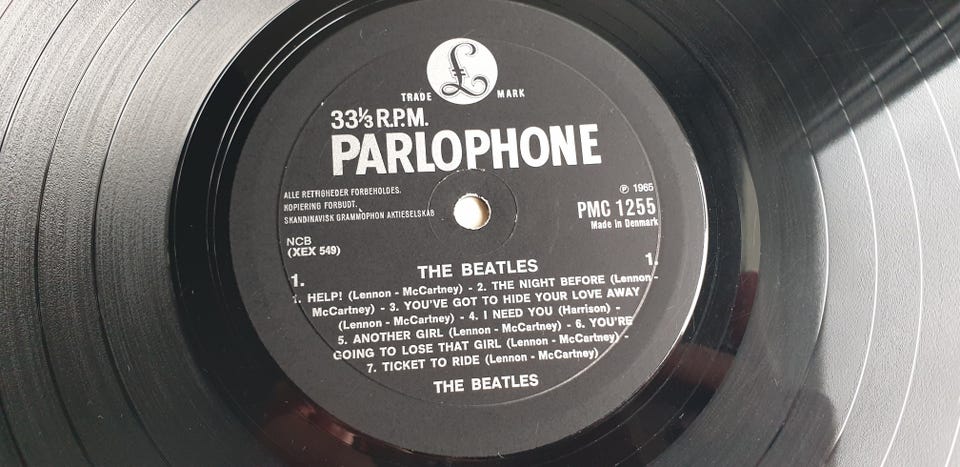 £
TRADE MARK
33⅓ R.P.M.
PARLOPHONE
ALLE RETTIGHEDER FORBEHOLDES.
KOPIERING FORBUDT.
SKANDINAVISK GRAMMOPHON AKTIESELSKAB
℗ 1965
PMC 1255
Made in Denmark
NCB
(XEX 549)
1. 1.
THE BEATLES
1. HELP! (Lennon - McCartney) - 2. THE NIGHT BEFORE (Lennon -
McCartney) - 3. YOU'VE GOT TO HIDE YOUR LOVE AWAY
(Lennon - McCartney) - 4. I NEED YOU (Harrison) -
5. ANOTHER GIRL (Lennon - McCartney) - 6. YOU'RE
GOING TO LOSE THAT GIRL (Lennon - McCartney) -
7. TICKET TO RIDE (Lennon - McCartney)
THE BEATLES